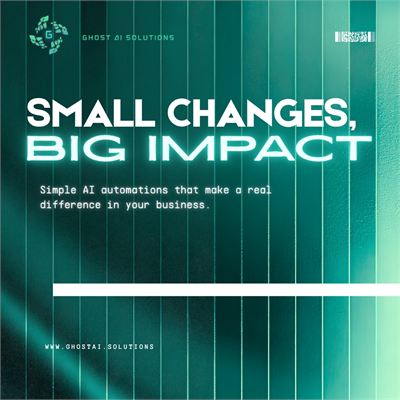 G
GHOST AI SOLUTIONS
SMALL CHANGES,
BIG IMPACT
Simple AI automations that make a real
difference in your business.
WWW.GHOSTAI.SOLUTIONS